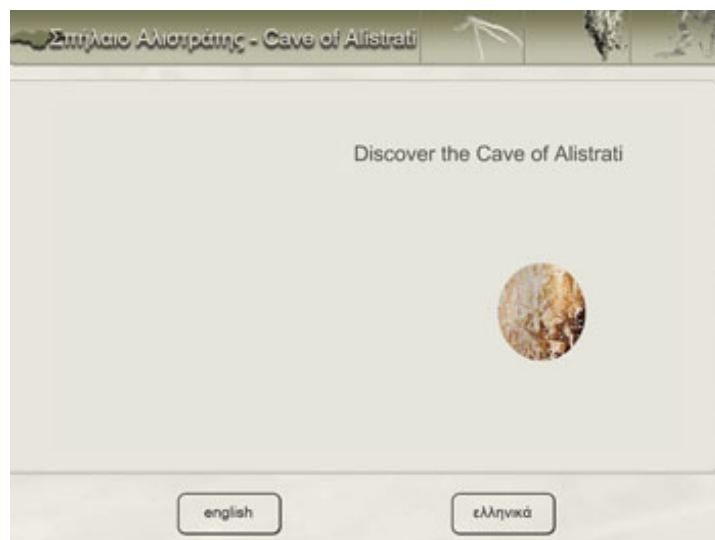 Σπήλαιο Αλιστράτης - Cave of Alistrati
Discover the Cave of Alistrati
english
ελληνικά